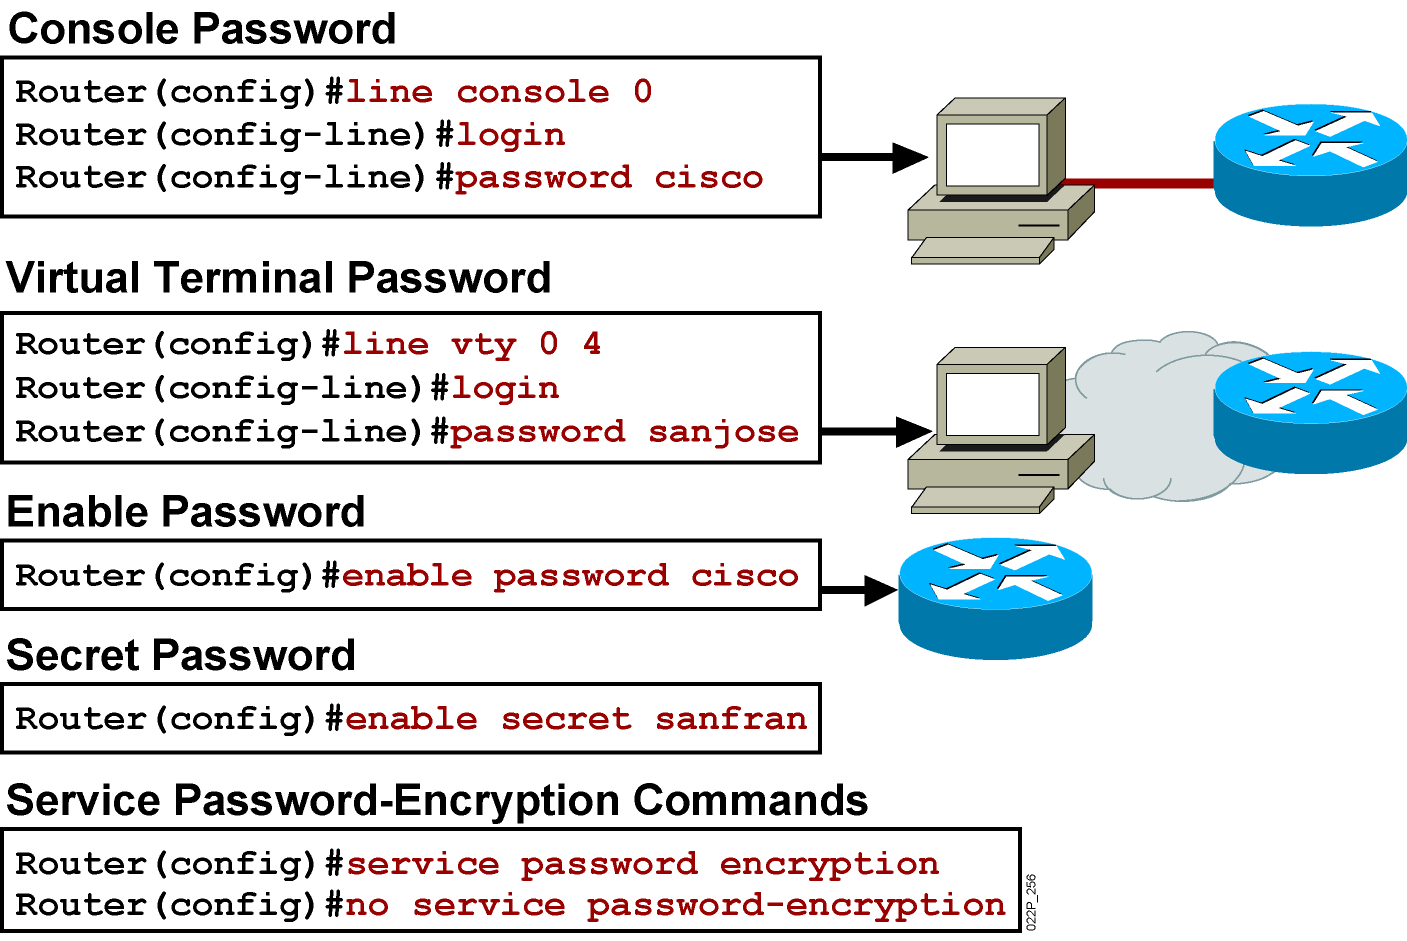 Console Password
Router(config)#line console 0
Router(config-line)#login
Router(config-line)#password cisco
Virtual Terminal Password
Router(config)#line vty 0 4
Router(config-line)#login
Router(config-line)#password sanjose
Enable Password
Router(config)#enable password cisco
Secret Password
Router(config)#enable secret sanfran
Service Password-Encryption Commands
Router(config)#service password encryption
Router(config)#no service password-encryption
022P_256